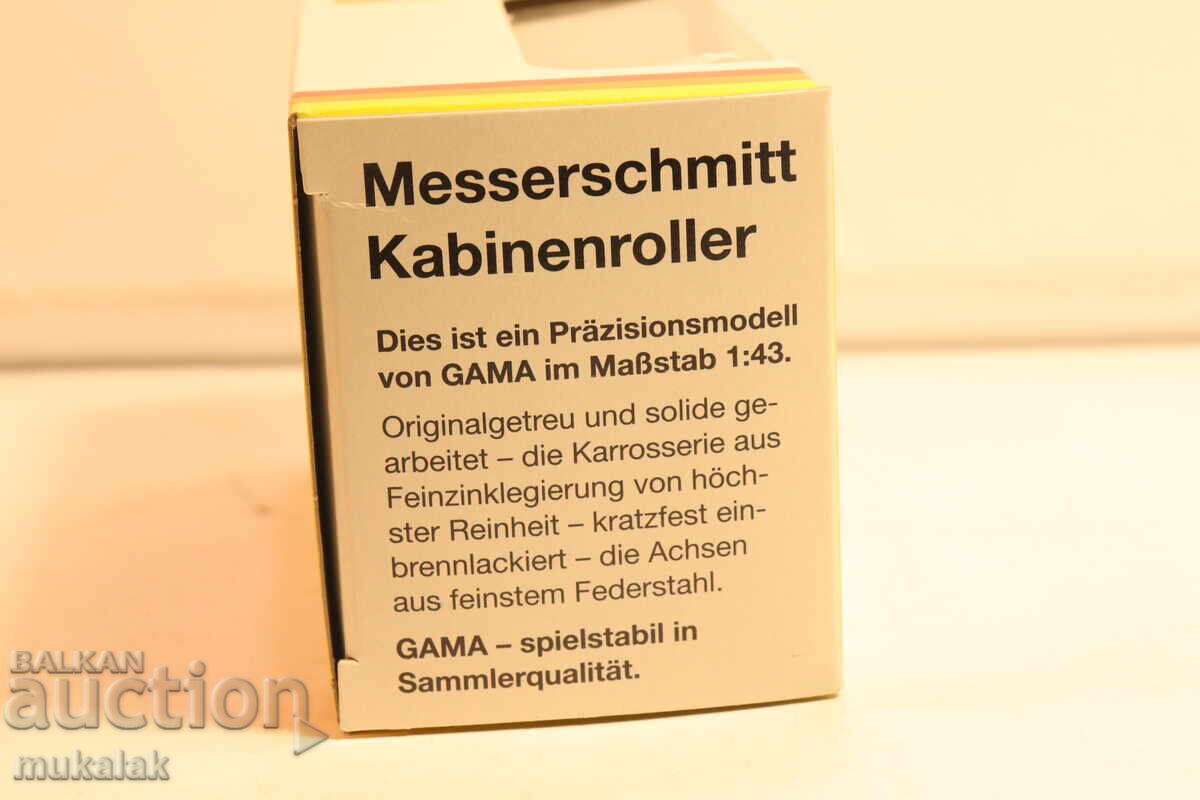 Messerschmitt
Kabinenroller
Dies ist ein Präzisionsmodell
von GAMA im Maßstab 1:43.
Originalgetreu und solide ge-
arbeitet – die Karrosserie aus
Feinzinklegierung von höch-
ster Reinheit – kratzfest ein-
brennlackiert – die Achsen
aus feinstem Federstahl.
GAMA – spielstabil in
Sammlerqualität.
BALKAN
auction
mukalak